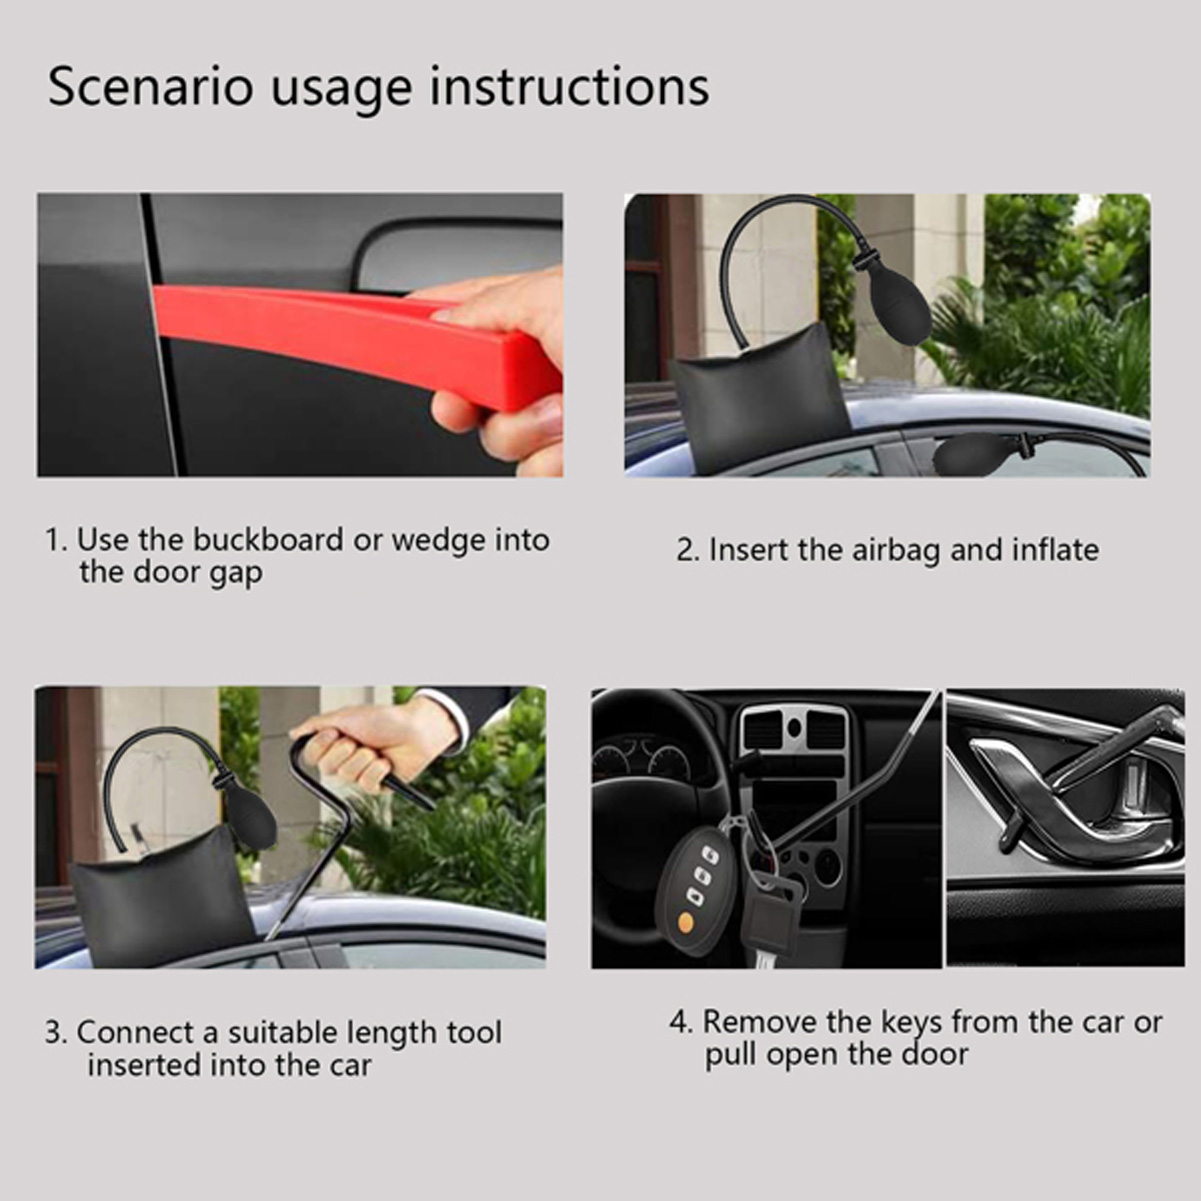 Scenario usage instructions
1. Use the buckboard or wedge into
the door gap
2. Insert the airbag and inflate
3. Connect a suitable length tool
inserted into the car
4. Remove the keys from the car or
pull open the door